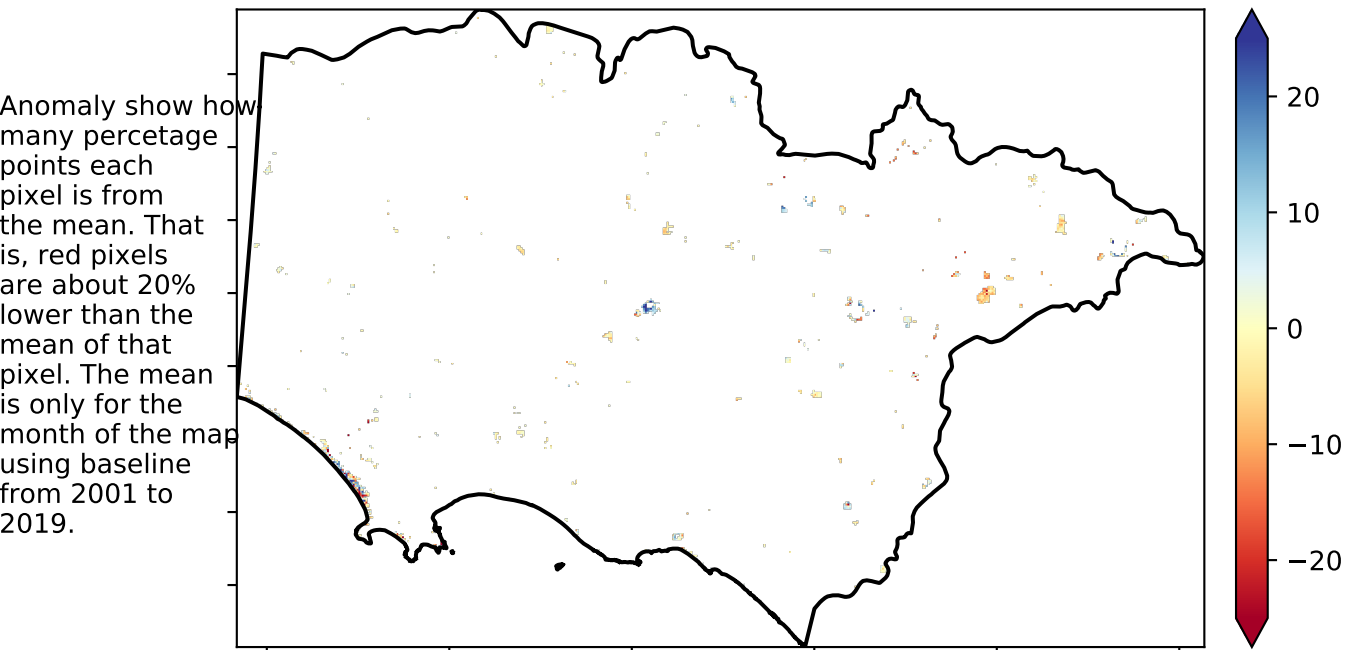 Anomaly show how
many percetage
points each
pixel is from
the mean. That
is, red pixels
are about 20%
lower than the
mean of that
pixel. The mean
is only for the
month of the map
using baseline
from 2001 to
2019.
20
10
0
−10
−20